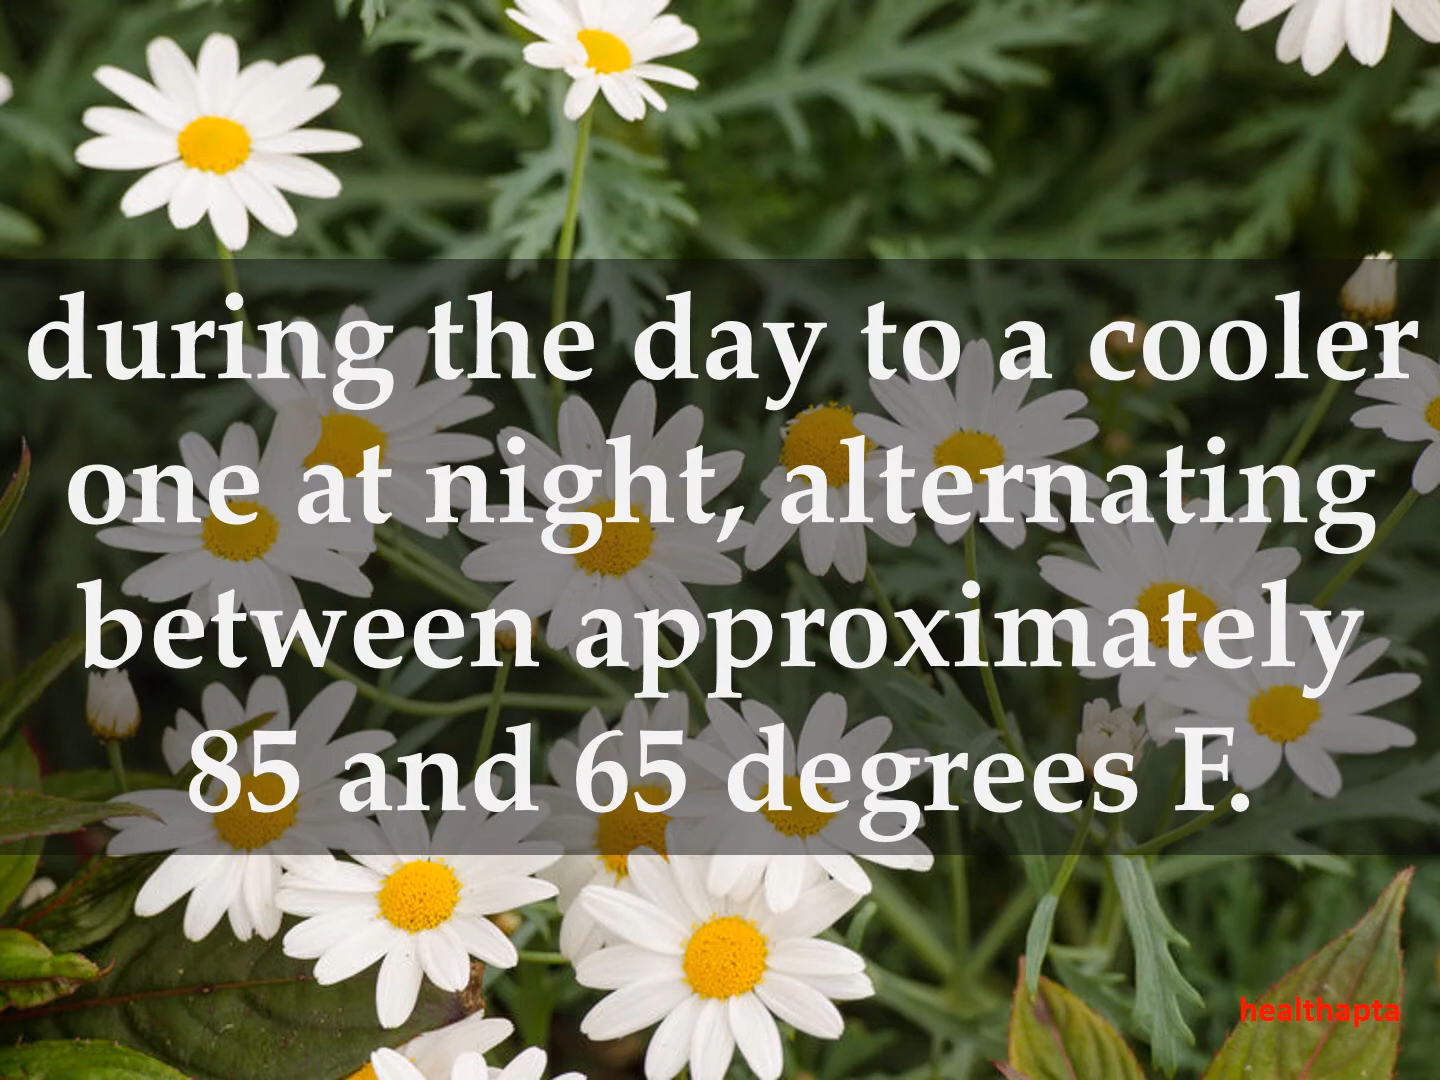 during the day to a cooler
one at night, alternating
between approximately
85 and 65 degrees F.
healthapta